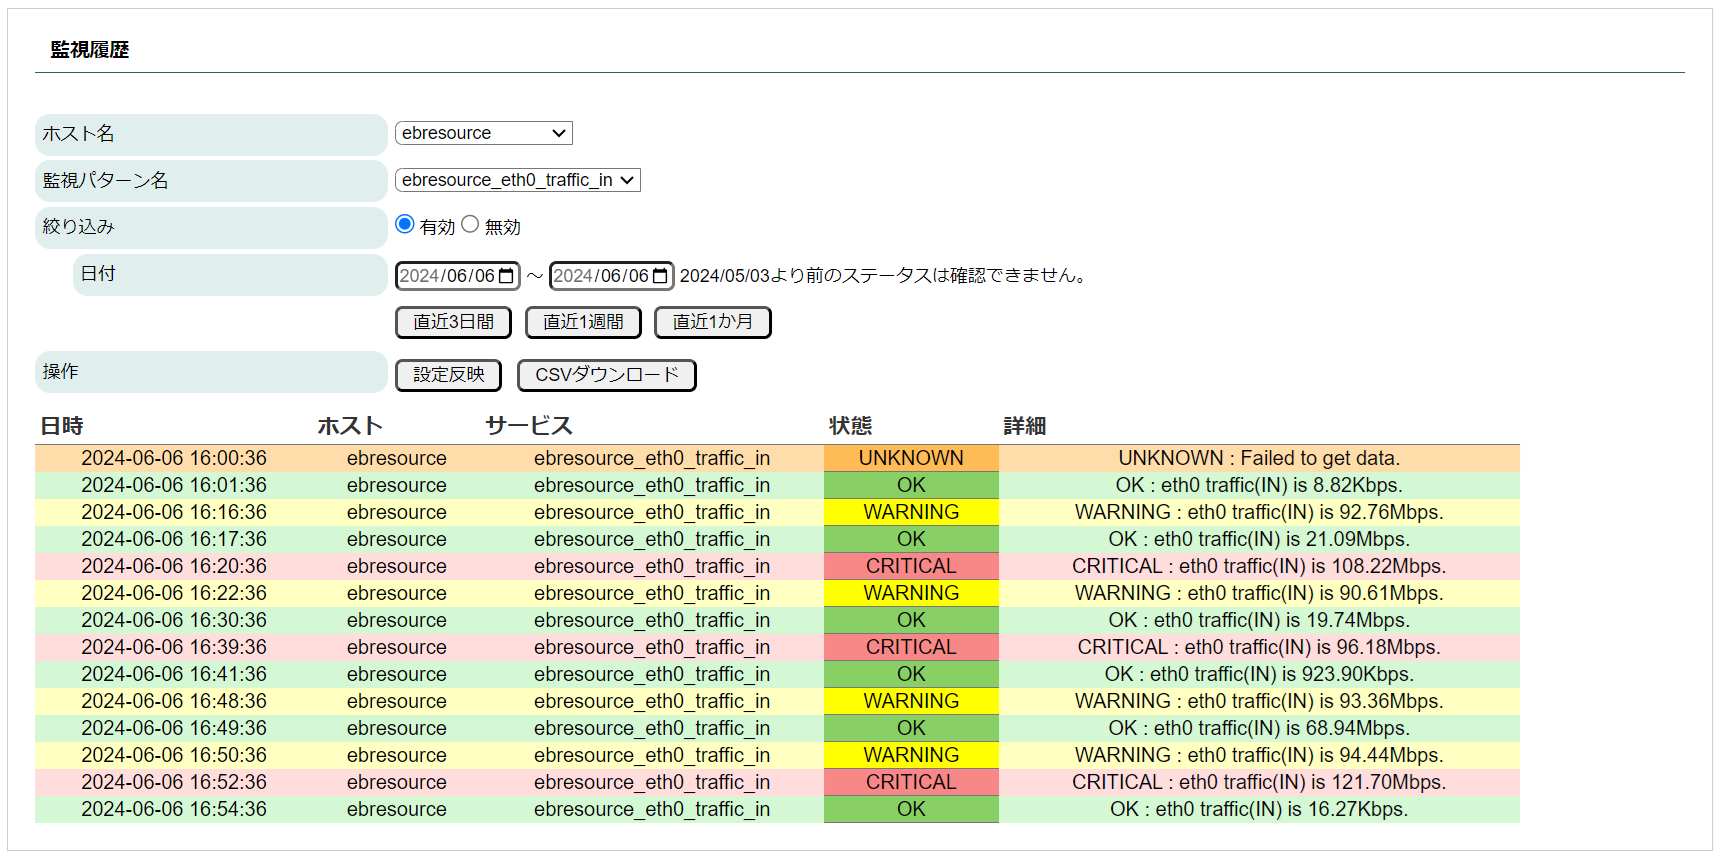 監視履歴
ホスト名 ebresource
監視パターン名 ebresource_eth0_traffic_in
絞り込み 有効 無効
日付 2024/06/06 ～ 2024/06/06 2024/05/03より前のステータスは確認できません。
直近3日間 直近1週間 直近1か月
操作 設定反映 CSVダウンロード
日時 ホスト サービス 状態 詳細
2024-06-06 16:00:36 ebresource ebresource_eth0_traffic_in UNKNOWN UNKNOWN : Failed to get data.
2024-06-06 16:01:36 ebresource ebresource_eth0_traffic_in OK OK : eth0 traffic(IN) is 8.82Kbps.
2024-06-06 16:16:36 ebresource ebresource_eth0_traffic_in WARNING WARNING : eth0 traffic(IN) is 92.76Mbps.
2024-06-06 16:17:36 ebresource ebresource_eth0_traffic_in OK OK : eth0 traffic(IN) is 21.09Mbps.
2024-06-06 16:20:36 ebresource ebresource_eth0_traffic_in CRITICAL CRITICAL : eth0 traffic(IN) is 108.22Mbps.
2024-06-06 16:22:36 ebresource ebresource_eth0_traffic_in WARNING WARNING : eth0 traffic(IN) is 90.61Mbps.
2024-06-06 16:30:36 ebresource ebresource_eth0_traffic_in OK OK : eth0 traffic(IN) is 19.74Mbps.
2024-06-06 16:39:36 ebresource ebresource_eth0_traffic_in CRITICAL CRITICAL : eth0 traffic(IN) is 96.18Mbps.
2024-06-06 16:41:36 ebresource ebresource_eth0_traffic_in OK OK : eth0 traffic(IN) is 923.90Kbps.
2024-06-06 16:48:36 ebresource ebresource_eth0_traffic_in WARNING WARNING : eth0 traffic(IN) is 93.36Mbps.
2024-06-06 16:49:36 ebresource ebresource_eth0_traffic_in OK OK : eth0 traffic(IN) is 68.94Mbps.
2024-06-06 16:50:36 ebresource ebresource_eth0_traffic_in WARNING WARNING : eth0 traffic(IN) is 94.44Mbps.
2024-06-06 16:52:36 ebresource ebresource_eth0_traffic_in CRITICAL CRITICAL : eth0 traffic(IN) is 121.70Mbps.
2024-06-06 16:54:36 ebresource ebresource_eth0_traffic_in OK OK : eth0 traffic(IN) is 16.27Kbps.